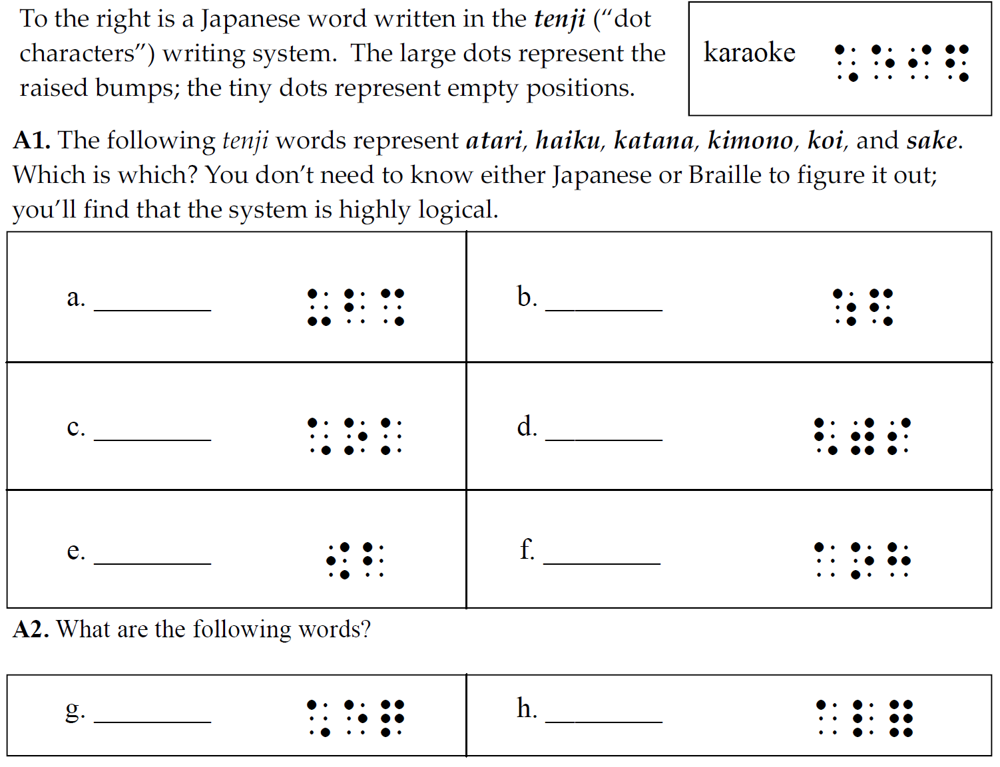 To the right is a Japanese word written in the tenji (“dot
characters”) writing system. The large dots represent the
raised bumps; the tiny dots represent empty positions.
karaoke ⠡⠑⠊⠫
A1. The following tenji words represent atari, haiku, katana, kimono, koi, and sake.
Which is which? You don’t need to know either Japanese or Braille to figure it out;
you’ll find that the system is highly logical.
a. ________ ⠥⠃⠩
b. ________ ⠱⠫
c. ________ ⠡⠕⠅
d. ________ ⠣⠾⠎
e. ________ ⠪⠃
f. ________ ⠁⠕⠓
A2. What are the following words?
g. ________ ⠡⠑⠟
h. ________ ⠁⠇⠿